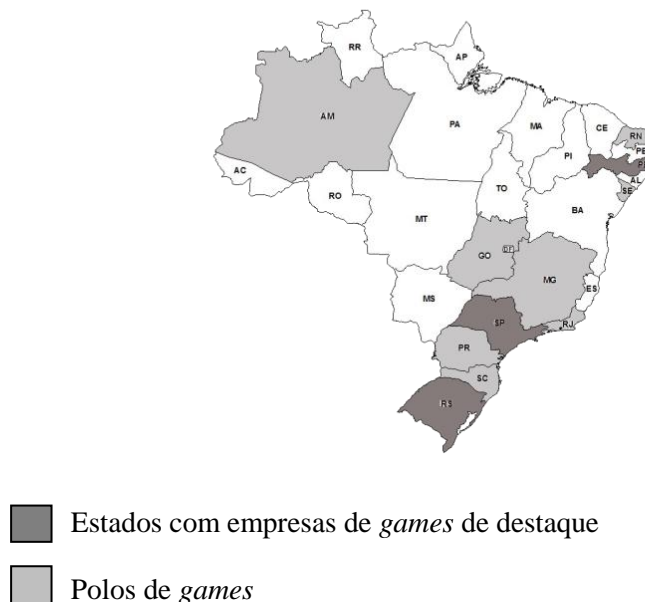 RR
AP
AM
PA
MA
CE
RN
PB
PI
P
AL
SE
AC
RO
TO
BA
MT
GO
DF
MG
ES
MS
SP
RJ
PR
SC
RS
Estados com empresas de games de destaque
Polos de games